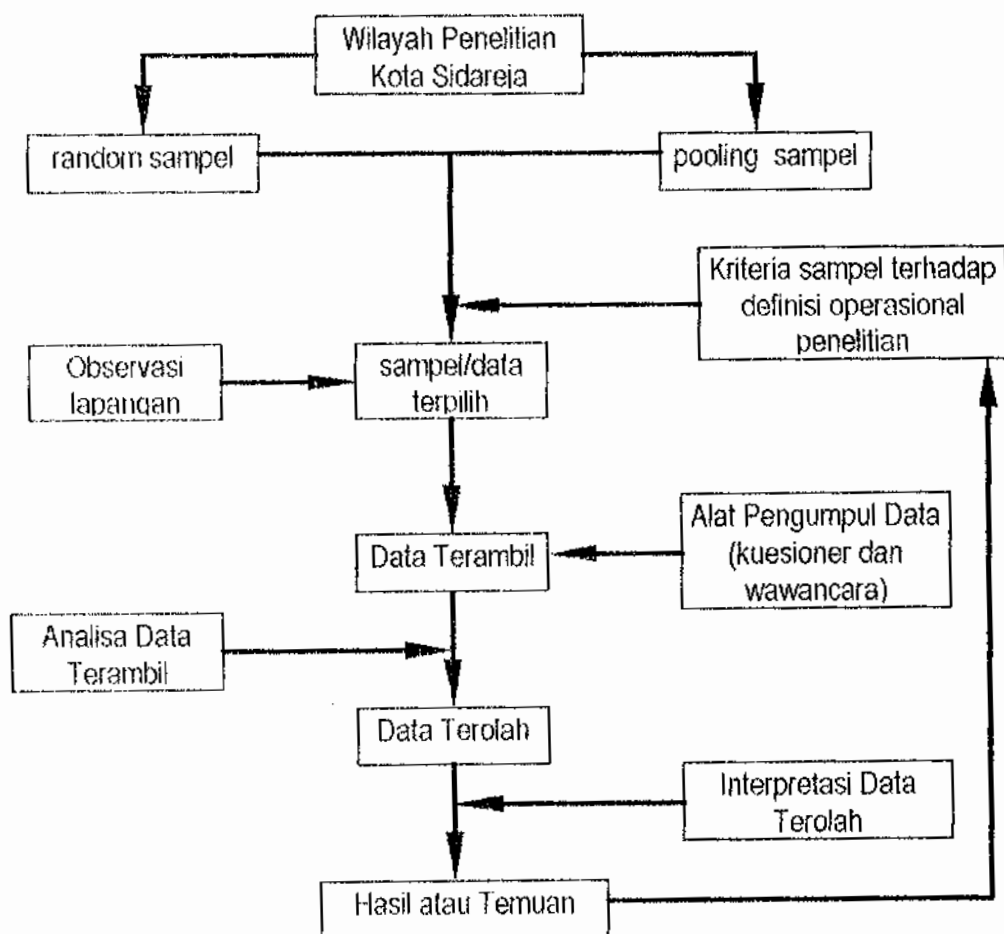 Wilayah Penelitian
Kota Sidareja
random sampel
pooling sampel
Kriteria sampel terhadap
definisi operasional
penelitian
Observasi
lapangan
sampel/data
terpilih
Alat Pengumpul Data
(kuesioner dan
wawancara)
Data Terambil
Analisa Data
Terambil
Data Terolah
Interpretasi Data
Terolah
Hasil atau Temuan